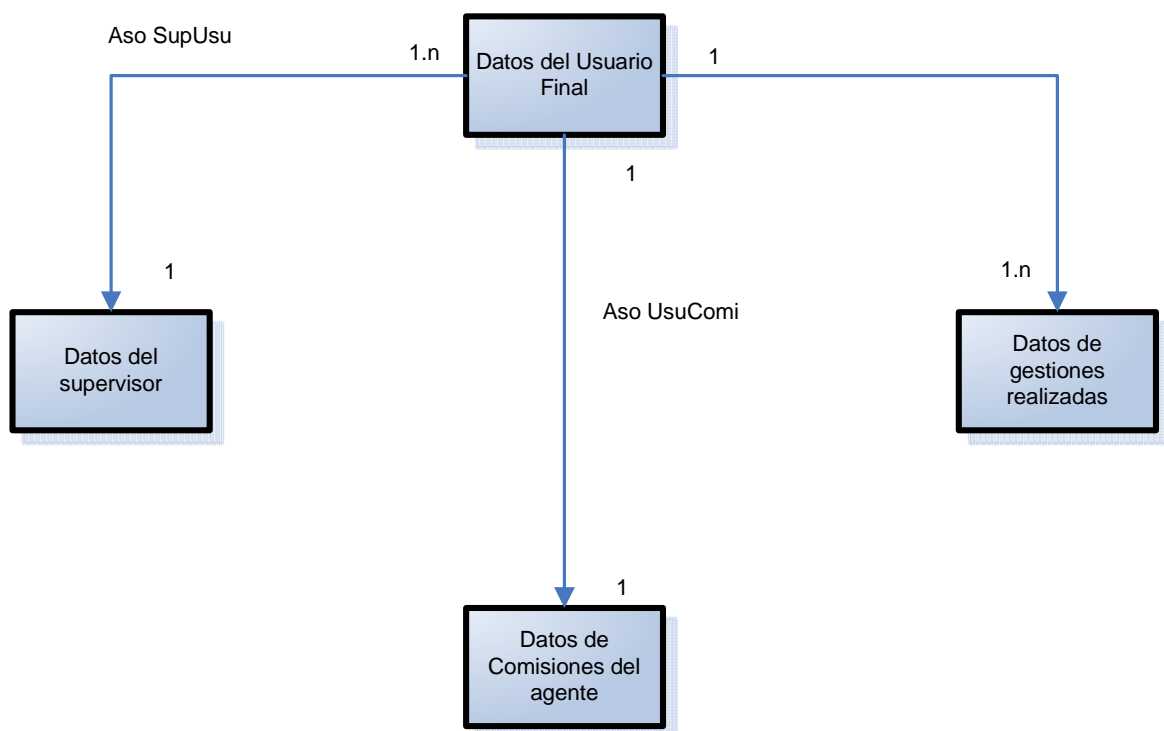 Aso SupUsu
1.n
Datos del Usuario
Final
1
1
1
1.n
Datos del
supervisor
Aso UsuComi
Datos de
gestiones
realizadas
1
Datos de
Comisiones del
agente